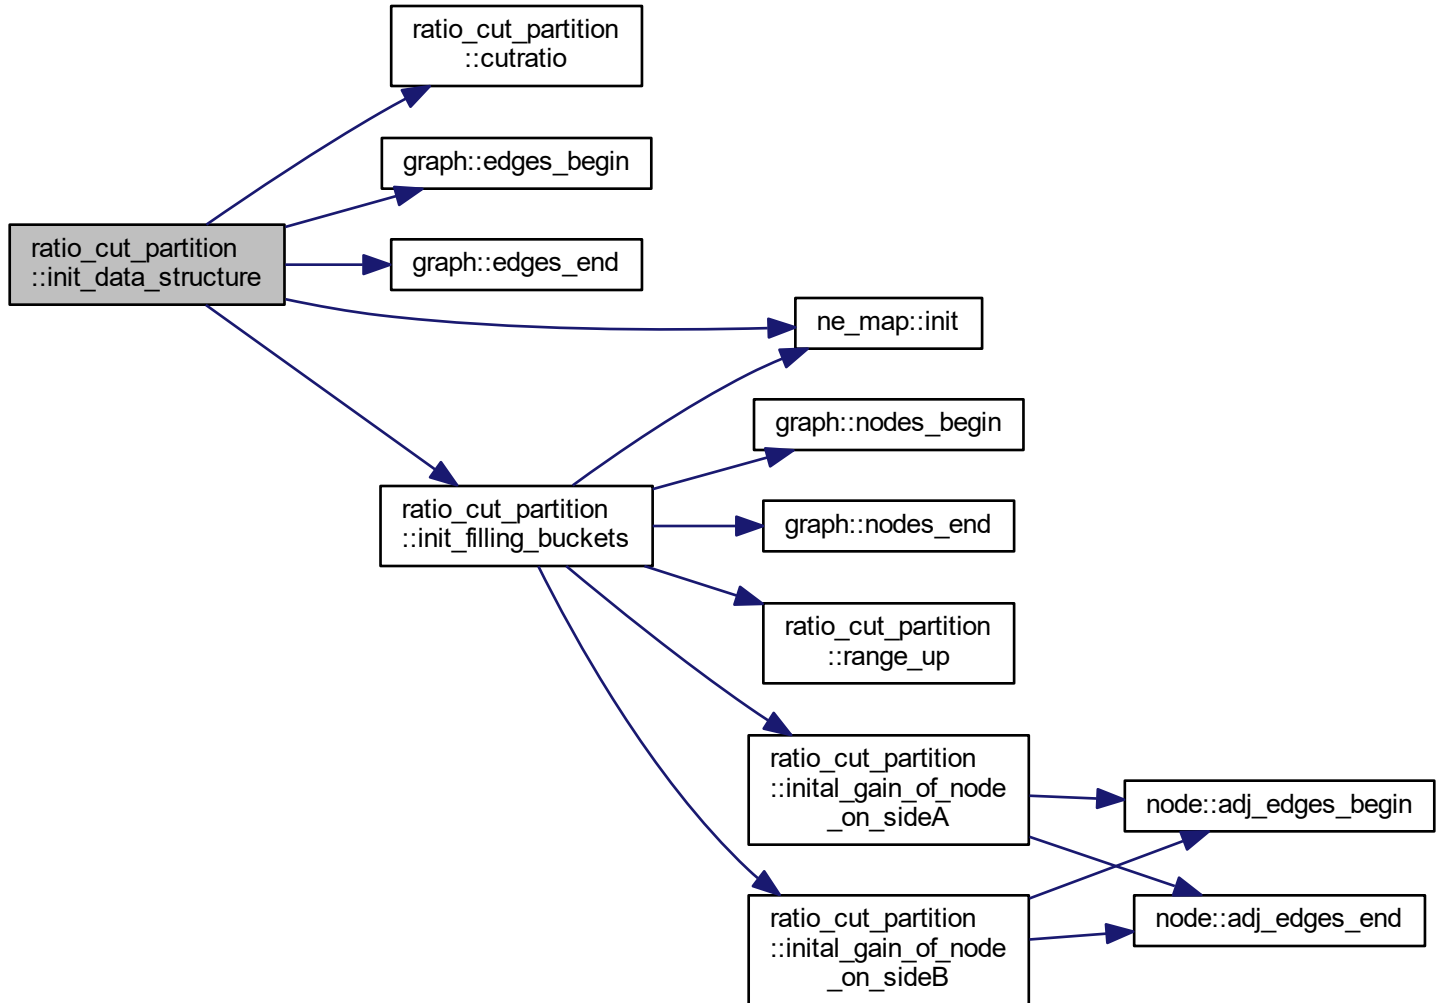 ratio_cut_partition
::cutratio
graph::edges_begin
ratio_cut_partition
::init_data_structure
graph::edges_end
ne_map::init
graph::nodes_begin
ratio_cut_partition
::init_filling_buckets
graph::nodes_end
ratio_cut_partition
::range_up
ratio_cut_partition
::inital_gain_of_node
_on_sideA
node::adj_edges_begin
ratio_cut_partition
::inital_gain_of_node
_on_sideB
node::adj_edges_end